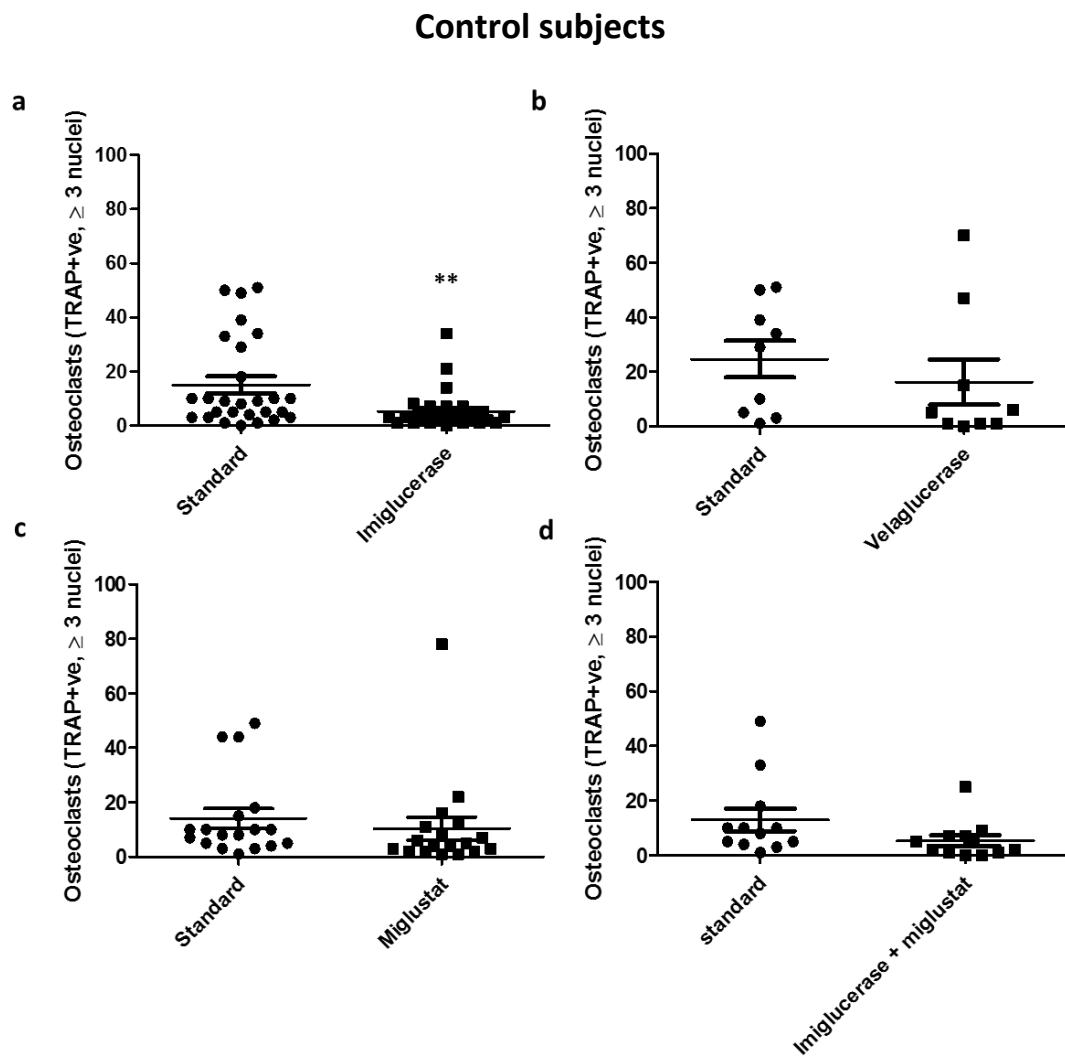 Control subjects
a
Osteoclasts (TRAP+ve, ≥ 3 nuclei)
100
80
60
40
20
0
**
Standard
Imiglucerase
b
Osteoclasts (TRAP+ve, ≥ 3 nuclei)
100
80
60
40
20
0
Standard
Velaglucerase
c
Osteoclasts (TRAP+ve, ≥ 3 nuclei)
100
80
60
40
20
0
Standard
Miglustat
d
Osteoclasts (TRAP+ve, ≥ 3 nuclei)
100
80
60
40
20
0
standard
Imiglucerase + miglustat